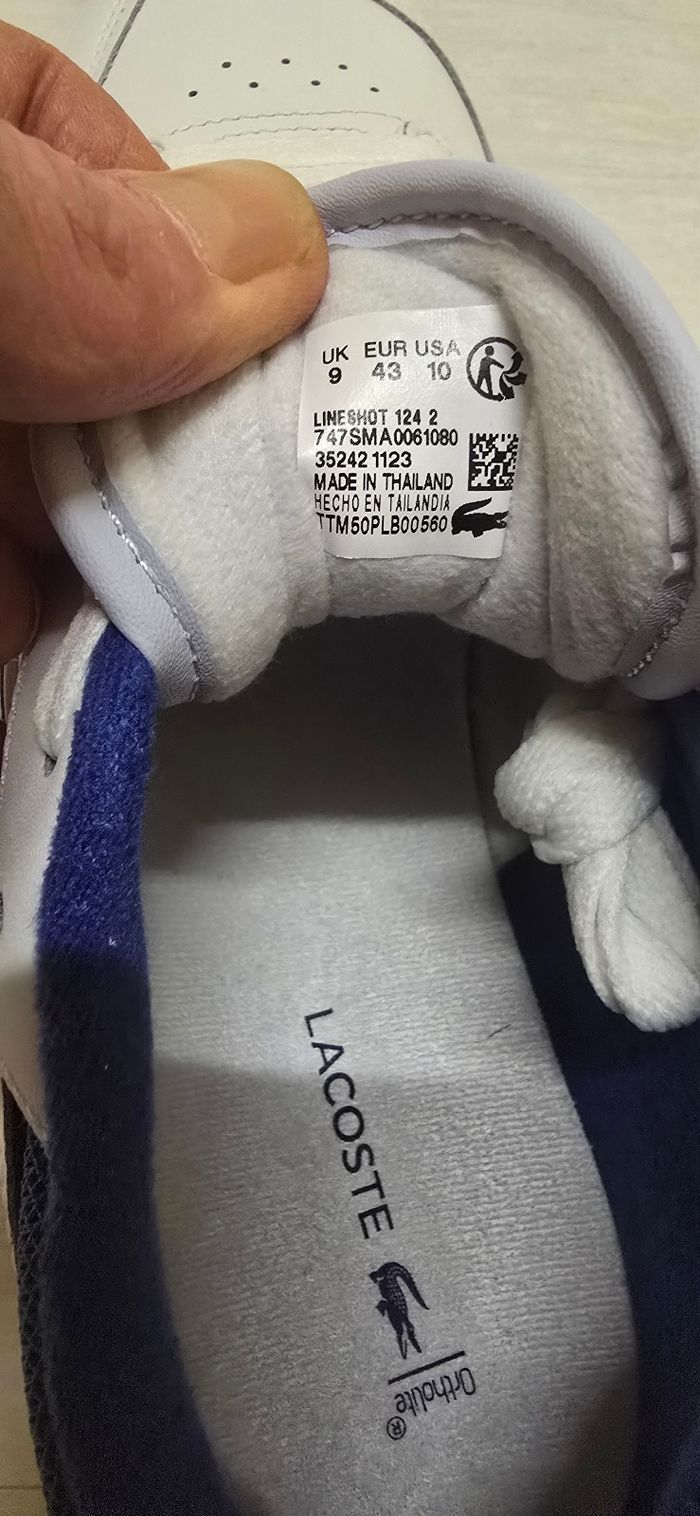 UK EUR USA
9 43 10
LINESHOT 124 2
747SMA0061080
35242 1123
MADE IN THAILAND
HECHO EN TAILANDIA
TTM50PLB00560
LACOSTE
Ortholite®